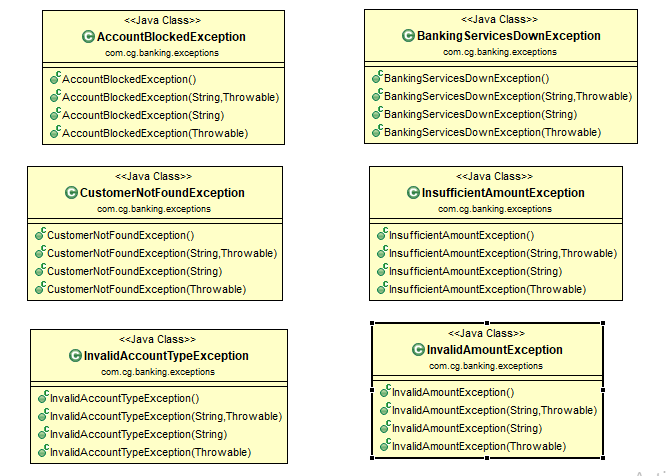 <<Java Class>>
AccountBlockedException
com.cg.banking.exceptions
AccountBlockedException()
AccountBlockedException(String,Throwable)
AccountBlockedException(String)
AccountBlockedException(Throwable)
<<Java Class>>
BankingServicesDownException
com.cg.banking.exceptions
BankingServicesDownException()
BankingServicesDownException(String,Throwable)
BankingServicesDownException(String)
BankingServicesDownException(Throwable)
<<Java Class>>
CustomerNotFoundException
com.cg.banking.exceptions
CustomerNotFoundException()
CustomerNotFoundException(String,Throwable)
CustomerNotFoundException(String)
CustomerNotFoundException(Throwable)
<<Java Class>>
InsufficientAmountException
com.cg.banking.exceptions
InsufficientAmountException()
InsufficientAmountException(String,Throwable)
InsufficientAmountException(String)
InsufficientAmountException(Throwable)
<<Java Class>>
InvalidAccountTypeException
com.cg.banking.exceptions
InvalidAccountTypeException()
InvalidAccountTypeException(String,Throwable)
InvalidAccountTypeException(String)
InvalidAccountTypeException(Throwable)
<<Java Class>>
InvalidAmountException
com.cg.banking.exceptions
InvalidAmountException()
InvalidAmountException(String,Throwable)
InvalidAmountException(String)
InvalidAmountException(Throwable)